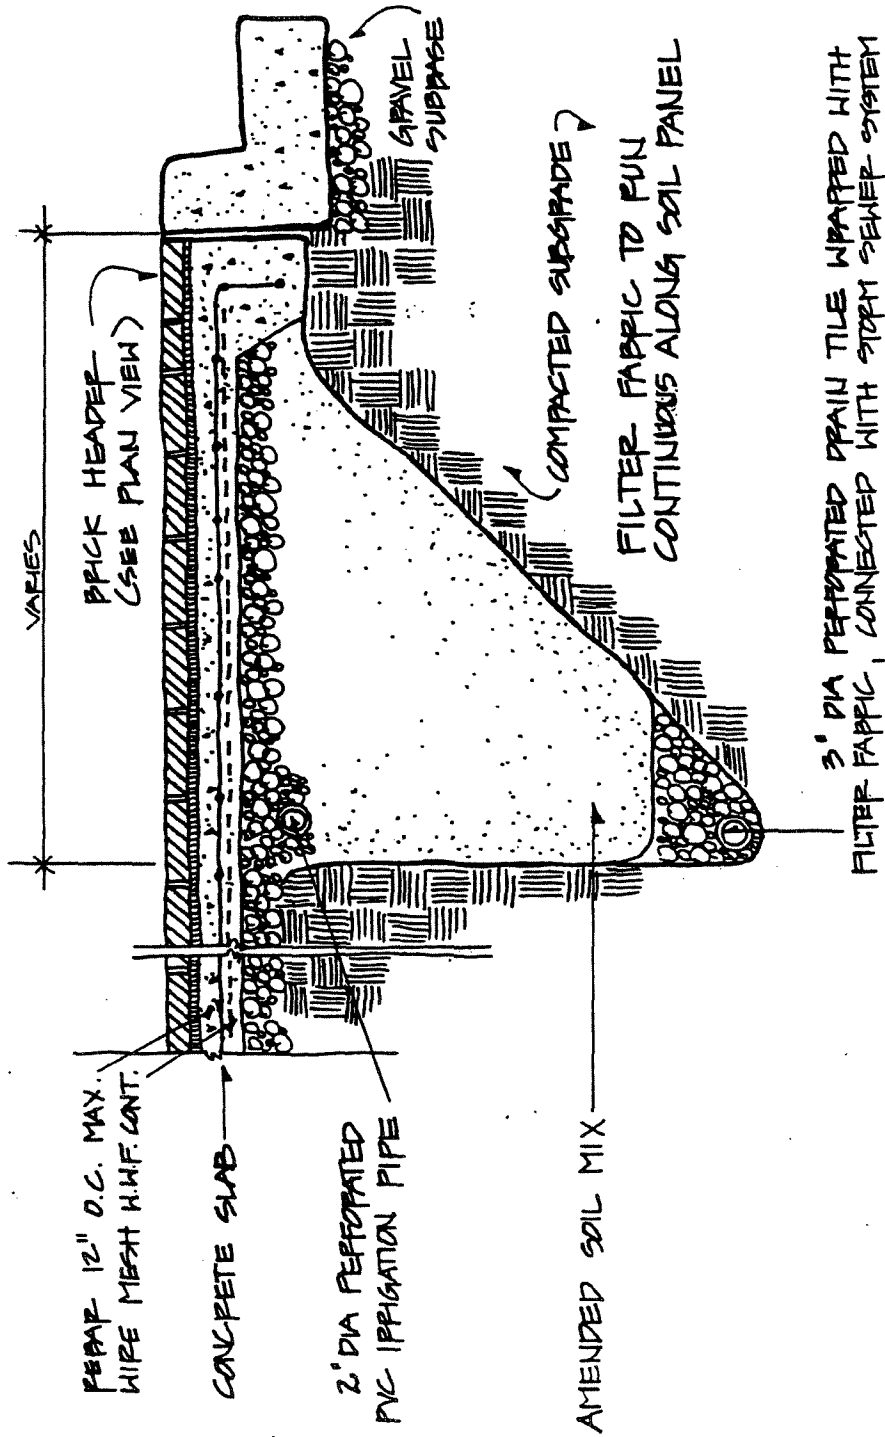 REBAR 12" O.C. MAX.
WIRE MESH W.W.F. CONT.
CONCRETE SLAB
2" DIA PERFORATED
PVC IRRIGATION PIPE
AMENDED SOIL MIX
VARIES
BRICK HEADER
(SEE PLAN VIEW)
GRAVEL
SUBBASE
COMPACTED SUBGRADE
FILTER FABRIC TO RUN
CONTINUOUS ALONG SOIL PANEL
3" DIA PERFORATED DRAIN TILE WRAPPED WITH
FILTER FABRIC, CONNECTED WITH STORM SEWER SYSTEM